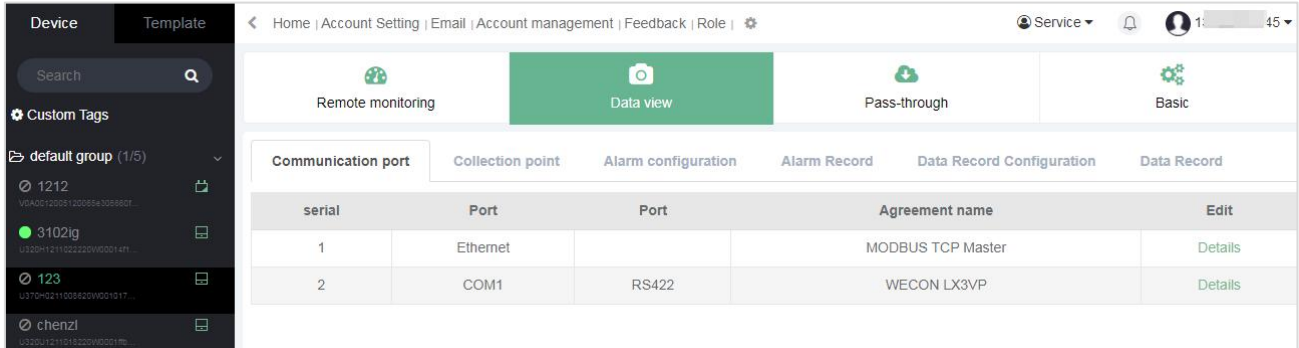 Device Template
Home | Account Setting | Email | Account management | Feedback | Role |
Service
1 45
Search
Custom Tags
default group (1/5)
1212
3102ig
123
chenzl
Remote monitoring Data view Pass-through Basic
Communication port Collection point Alarm configuration Alarm Record Data Record Configuration Data Record
serial Port Port Agreement name Edit
1 Ethernet MODBUS TCP Master Details
2 COM1 RS422 WECON LX3VP Details